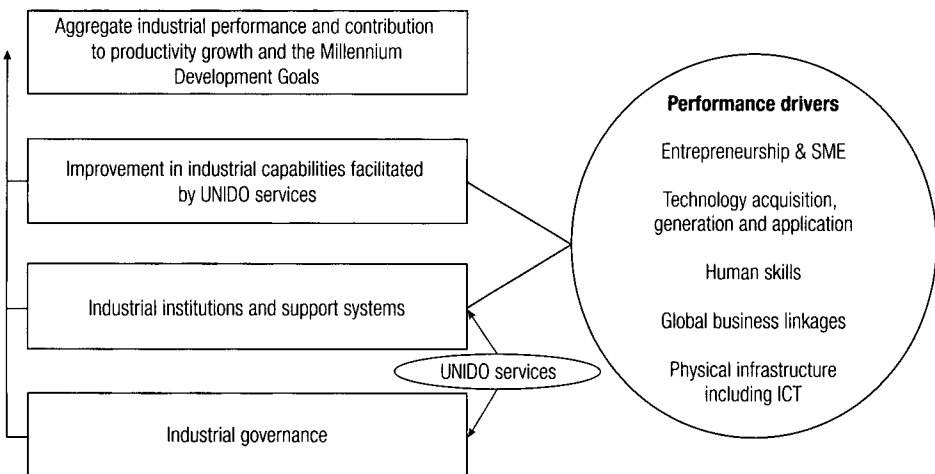 Aggregate industrial performance and contribution
to productivity growth and the Millennium
Development Goals
Improvement in industrial capabilities facilitated
by UNIDO services
Industrial institutions and support systems
UNIDO services
Industrial governance
Performance drivers
Entrepreneurship & SME
Technology acquisition,
generation and application
Human skills
Global business linkages
Physical infrastructure
including ICT